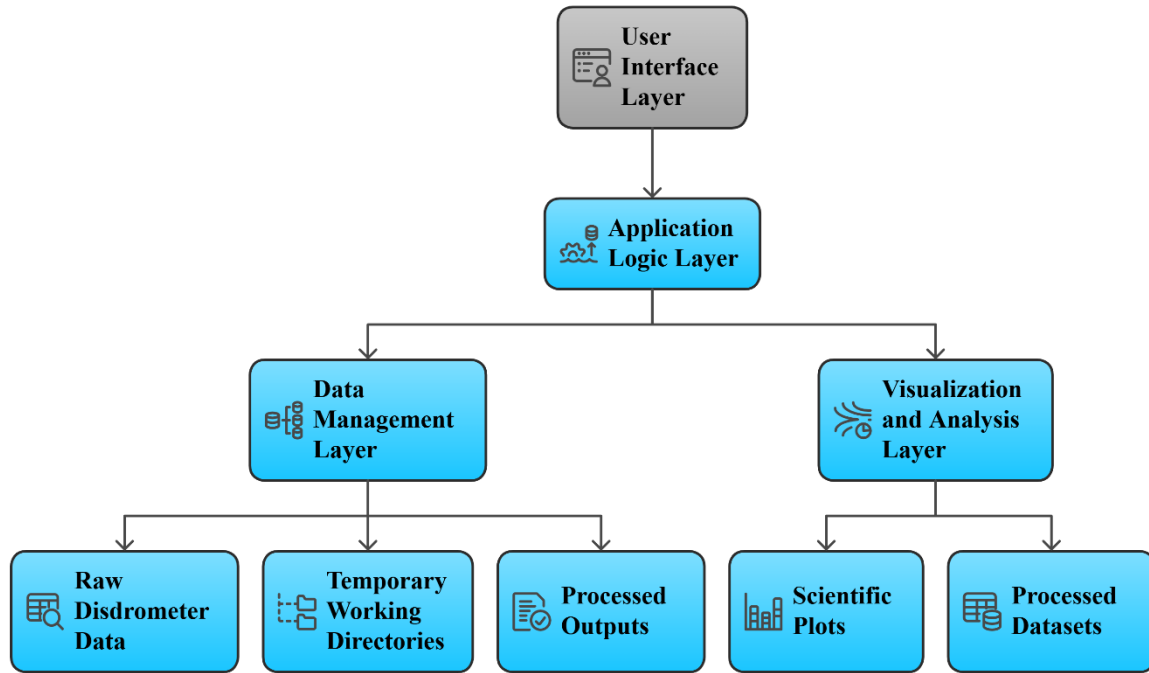 User
Interface
Layer
Application
Logic Layer
Data
Management
Layer
Visualization
and Analysis
Layer
Raw
Disdrometer
Data
Temporary
Working
Directories
Processed
Outputs
Scientific
Plots
Processed
Datasets